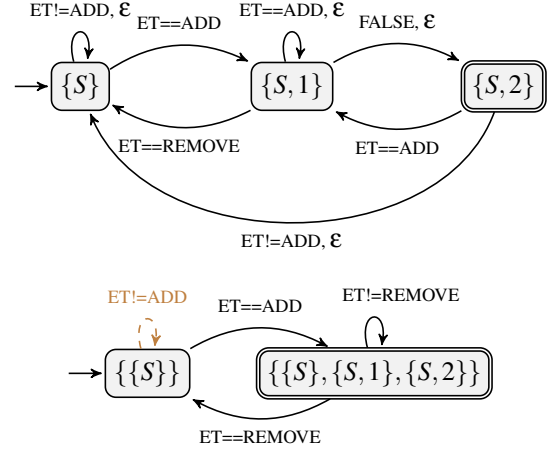 ET!=ADD, ε ET==ADD ET==ADD, ε FALSE, ε
{S} {S, 1} {S, 2}
ET==REMOVE ET==ADD
ET!=ADD, ε
ET!=ADD ET==ADD ET!=REMOVE
{{S}} {{S}, {S, 1}, {S, 2}}
ET==REMOVE